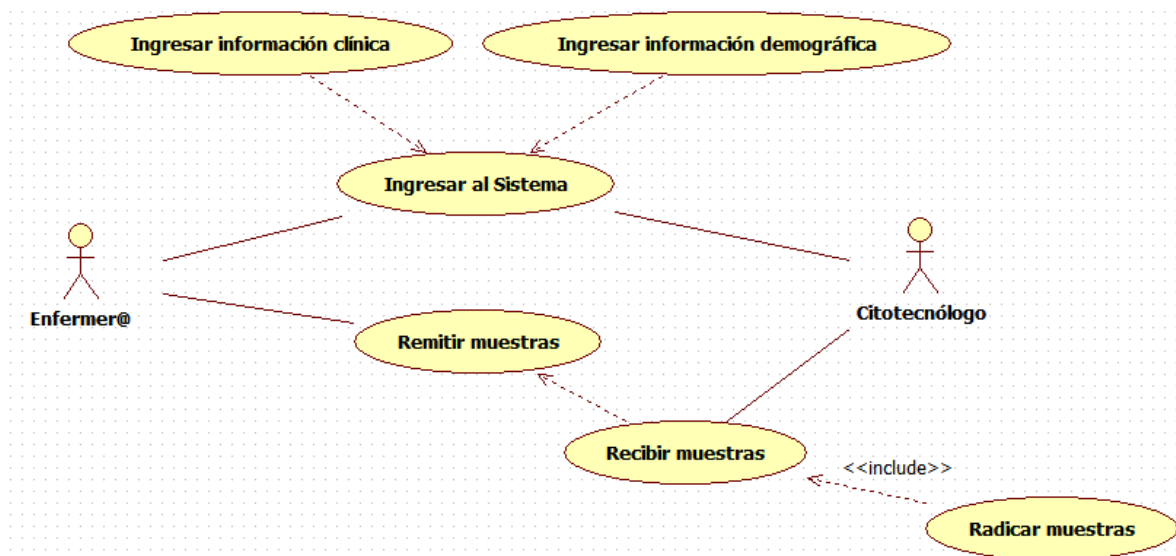 Ingresar información clínica
Ingresar información demográfica
Ingresar al Sistema
Enfermer@
Citotecnólogo
Remitir muestras
Recibir muestras
<<include>>
Radicar muestras